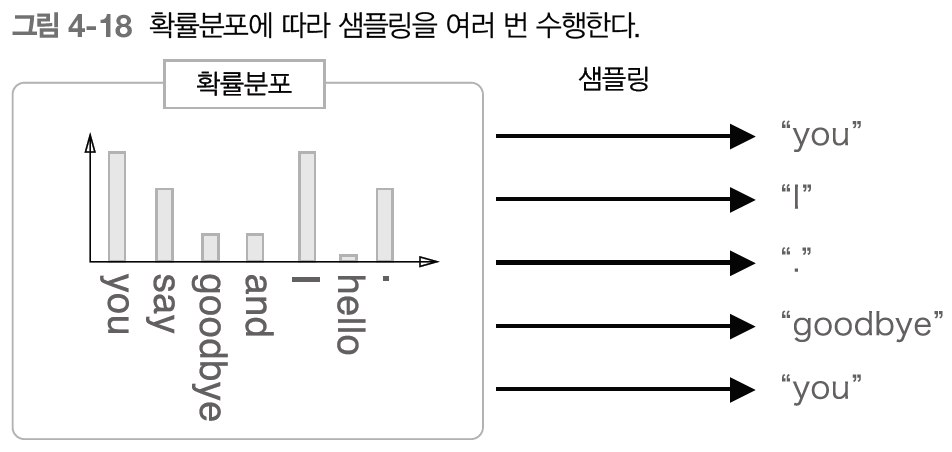 그림 4-18 확률분포에 따라 샘플링을 여러 번 수행한다.
확률분포
샘플링
you
say
goodbye
and
I
hello
.
“you”
“I”
“.”
“goodbye”
“you”